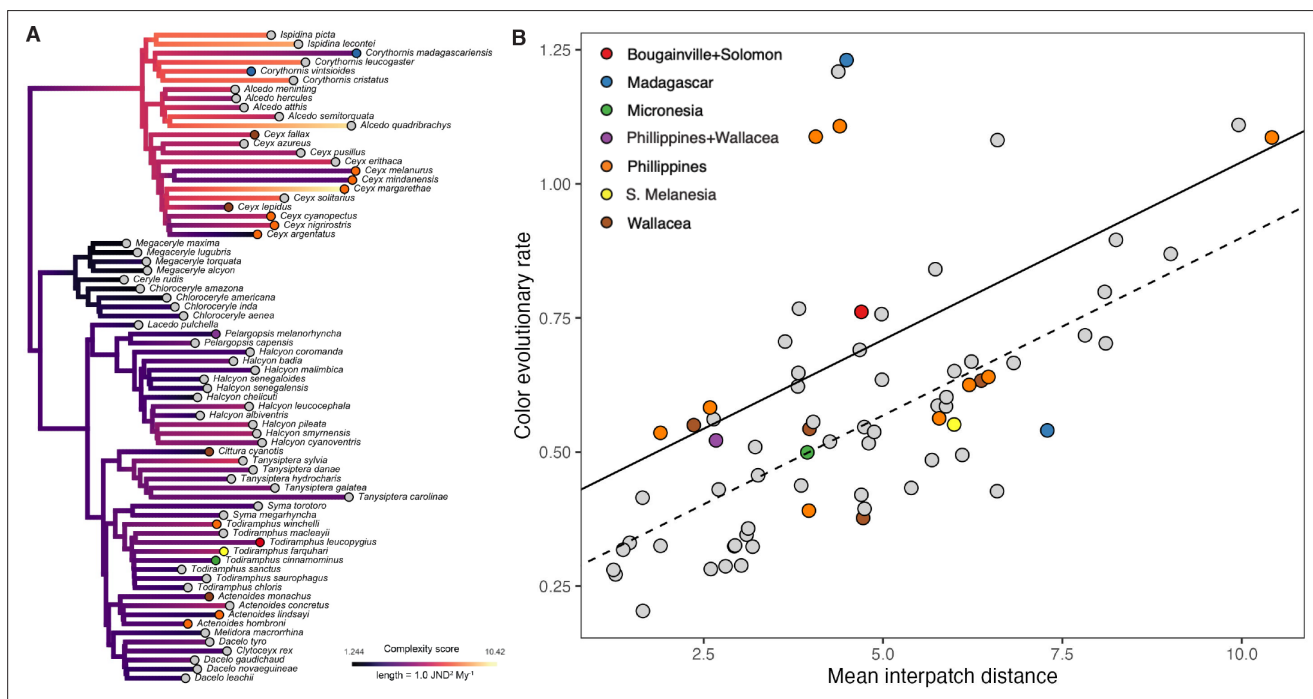 A
Ispidina picta
Ispidina lecontei
Corythornis madagascariensis
Corythornis leucogaster
Corythornis vintsioides
Corythornis cristatus
Alcedo meninting
Alcedo hercules
Alcedo atthis
Alcedo semitorquata
Alcedo quadribrachys
Ceyx fallax
Ceyx azureus
Ceyx pusillus
Ceyx erithaca
Ceyx melanurus
Ceyx mindanensis
Ceyx margarethae
Ceyx solitarius
Ceyx lepidus
Ceyx cyanopectus
Ceyx nigrirostris
Ceyx argentatus
Megaceryle maxima
Megaceryle lugubris
Megaceryle torquata
Megaceryle alcyon
Ceryle rudis
Chloroceryle amazona
Chloroceryle americana
Chloroceryle inda
Chloroceryle aenea
Lacedo pulchella
Pelargopsis melanorhyncha
Pelargopsis capensis
Halcyon coromanda
Halcyon badia
Halcyon malimbica
Halcyon senegaloides
Halcyon senegalensis
Halcyon chelicuti
Halcyon leucocephala
Halcyon albiventris
Halcyon pileata
Halcyon smyrnensis
Halcyon cyanoventris
Cittura cyanotis
Tanysiptera sylvia
Tanysiptera danae
Tanysiptera hydrocharis
Tanysiptera galatea
Tanysiptera carolinae
Syma torotoro
Syma megarhyncha
Todiramphus winchelli
Todiramphus macleayii
Todiramphus leucopygius
Todiramphus farquhari
Todiramphus cinnamominus
Todiramphus sanctus
Todiramphus saurophagus
Todiramphus chloris
Actenoides monachus
Actenoides concretus
Actenoides lindsayi
Actenoides hombroni
Melidora macrorrhina
Dacelo tyro
Clytoceyx rex
Dacelo gaudichaud
Dacelo novaeguineae
Dacelo leachii
Complexity score
1.244 10.42
length = 1.0 JND² My⁻¹
B
Bougainville+Solomon
Madagascar
Micronesia
Phillippines+Wallacea
Phillippines
S. Melanesia
Wallacea
Color evolutionary rate
1.25
1.00
0.75
0.50
0.25
2.5 5.0 7.5 10.0
Mean interpatch distance